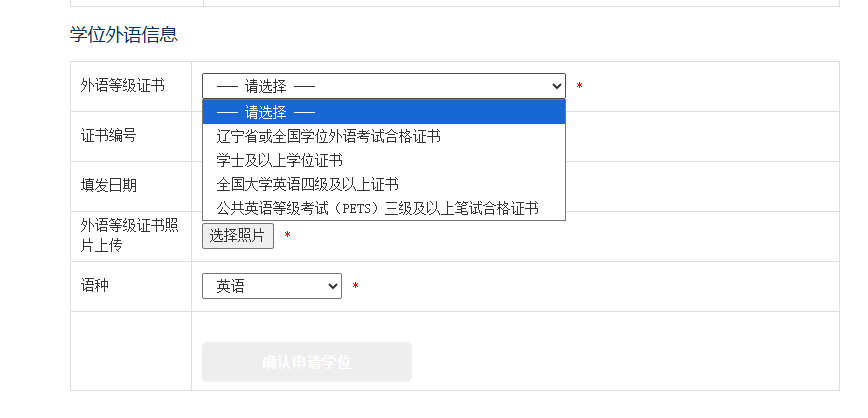 学位外语信息
外语等级证书
—— 请选择 —— *
—— 请选择 ——
辽宁省或全国学位外语考试合格证书
学士及以上学位证书
全国大学英语四级及以上证书
公共英语等级考试（PETS）三级及以上笔试合格证书
证书编号
填发日期
外语等级证书照
片上传
选择照片 *
语种
英语 *
确认申请学位